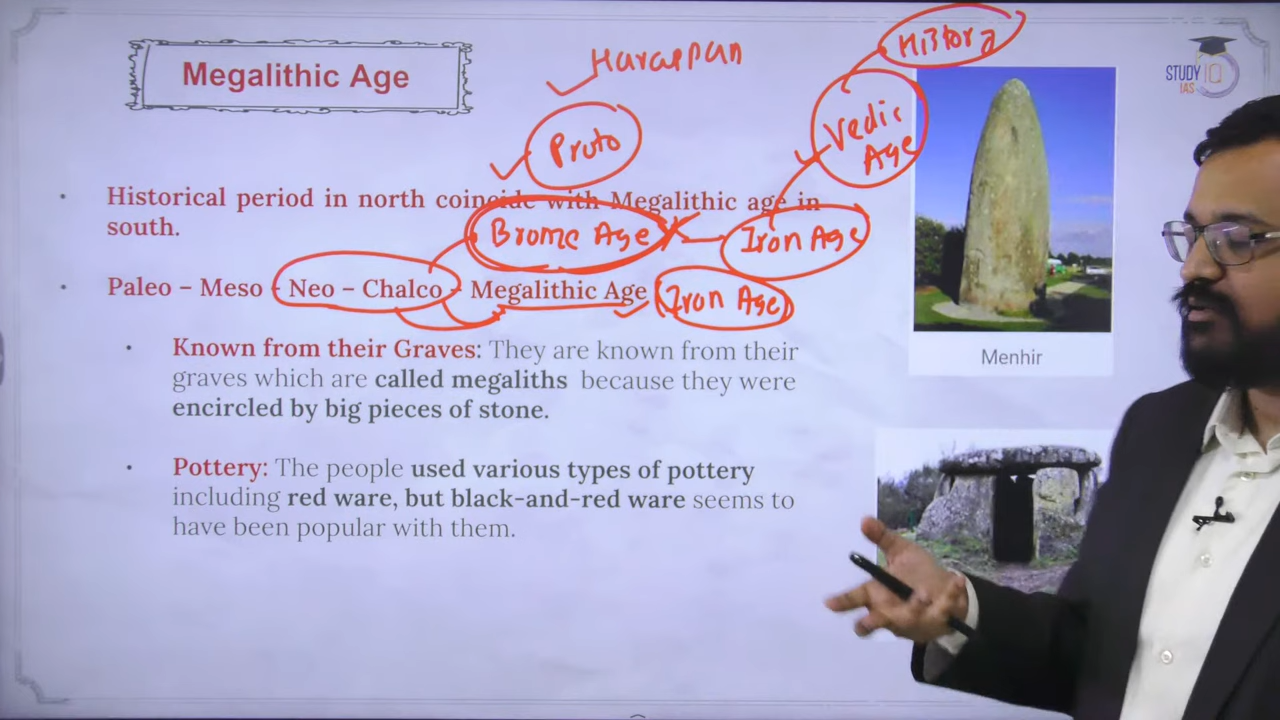 Megalithic Age
Harappan
History
STUDY IQ
IAS
Proto
Vedic
Age
Historical period in north coincide with Megalithic age in
south.
Bronze Age
Iron Age
Paleo – Meso - Neo – Chalco - Megalithic Age (Iron Age)
Known from their Graves: They are known from their
graves which are called megaliths because they were
encircled by big pieces of stone.
Menhir
Pottery: The people used various types of pottery
including red ware, but black-and-red ware seems to
have been popular with them.